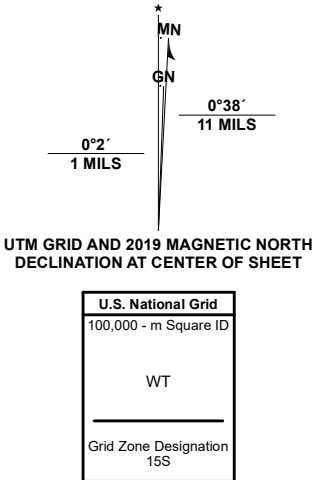 MN
GN
0°38´
11 MILS
0°2´
1 MILS
UTM GRID AND 2019 MAGNETIC NORTH
DECLINATION AT CENTER OF SHEET
U.S. National Grid
100,000 - m Square ID
WT
Grid Zone Designation
15S